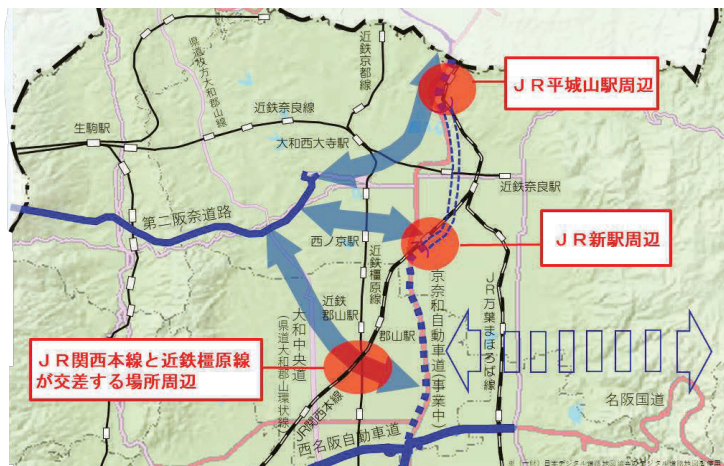 県道枚方大和郡山線
近鉄京都線
JR平城山駅周辺
近鉄奈良線
生駒駅
大和西大寺駅
近鉄奈良駅
第二阪奈道路
西ノ京駅
JR新駅周辺
近鉄橿原線
近鉄
郡山駅
大和中央道
(県道大和郡山環状線)
郡山駅
京奈和自動車道(事業中)
JR万葉まほろば線
JR関西本線と近鉄橿原線
が交差する場所周辺
JR関西本線
西名阪自動車道
名阪国道